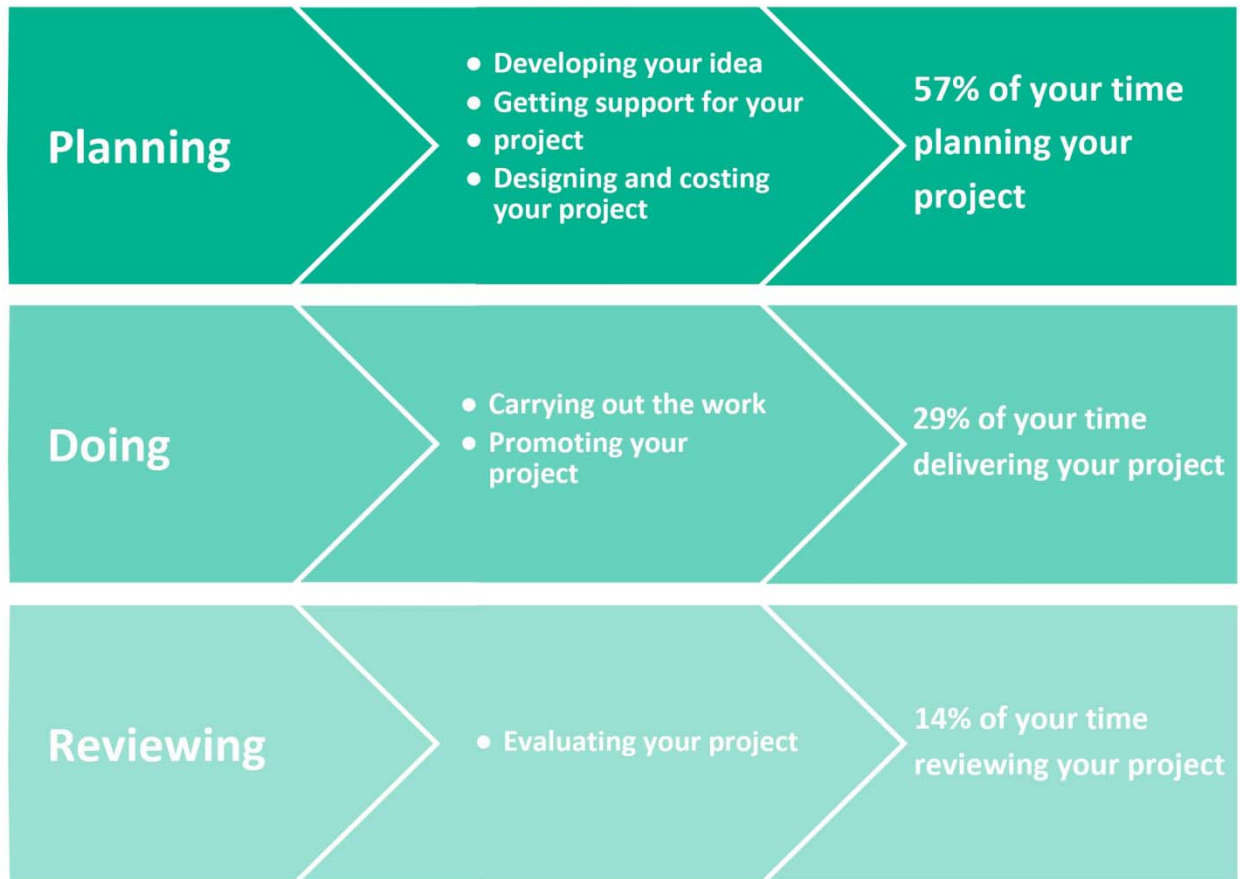 Planning
● Developing your idea
● Getting support for your
● project
● Designing and costing
your project
57% of your time
planning your
project
Doing
● Carrying out the work
● Promoting your
project
29% of your time
delivering your project
Reviewing
● Evaluating your project
14% of your time
reviewing your project